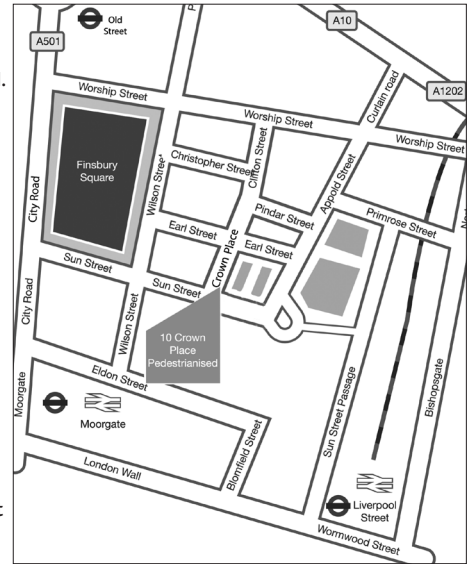 Old
Street
A10
A501
A1202
Worship Street
Worship Street
Curlain road
Worship Street
Finsbury
Square
Christopher Street
Clifton Street
Wilson Street
Appold Street
City Road
Pindar Street
Primrose Street
Earl Street
Earl Street
Crown Place
Sun Street
Sun Street
City Road
Wilson Street
10 Crown
Place
Pedestrianised
Eldon Street
Moorgate
Moorgate
Sun Street Passage
Bishopsgate
Blomfield Street
London Wall
Liverpool
Street
Wormwood Street